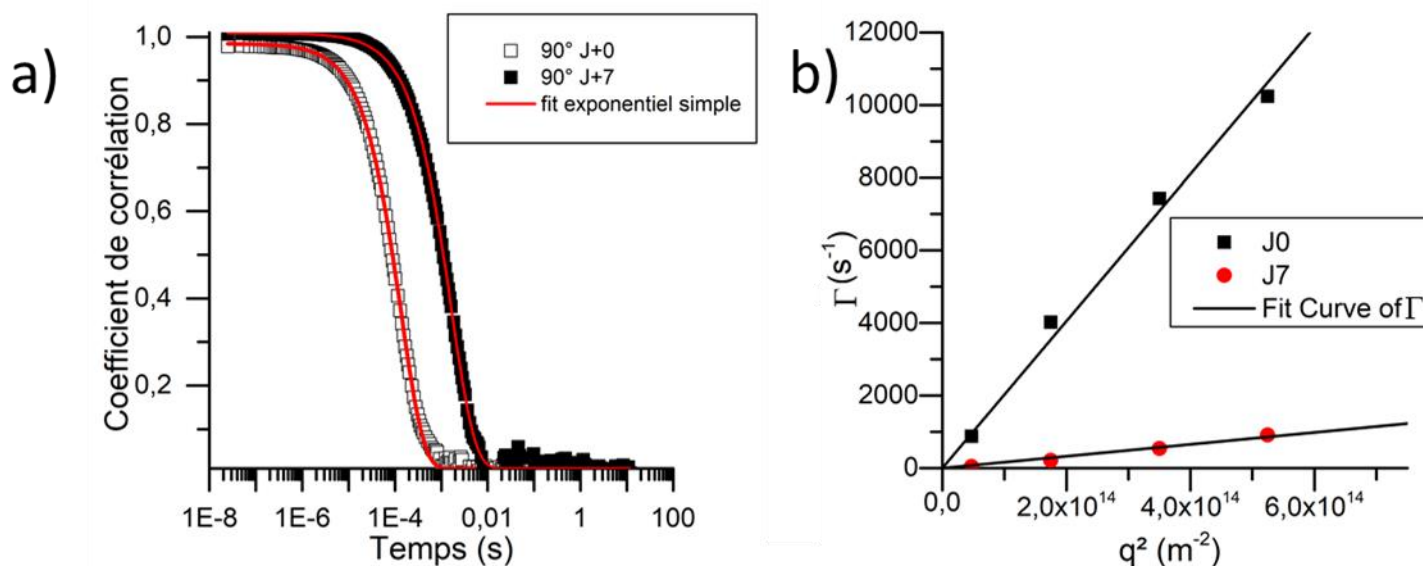 a)
Coefficient de corrélation
1,0
0,8
0,6
0,4
0,2
1E-8
1E-6
1E-4
0,01
1
100
Temps (s)
90° J+0
90° J+7
fit exponentiel simple
b)
Γ (s⁻¹)
12000
10000
8000
6000
4000
2000
0
0,0
2,0x10¹⁴
4,0x10¹⁴
6,0x10¹⁴
q² (m⁻²)
J0
J7
Fit Curve of Γ